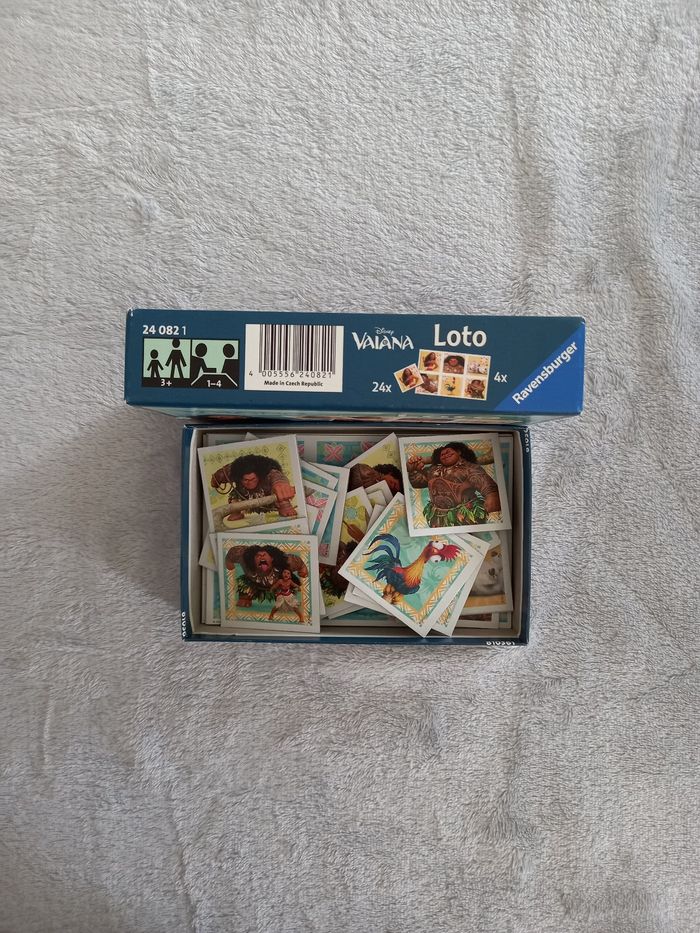 24 082 1
3+
1–4
4 005556 240821
Made in Czech Republic
Disney
VAIANA
Loto
24x
4x
Ravensburger